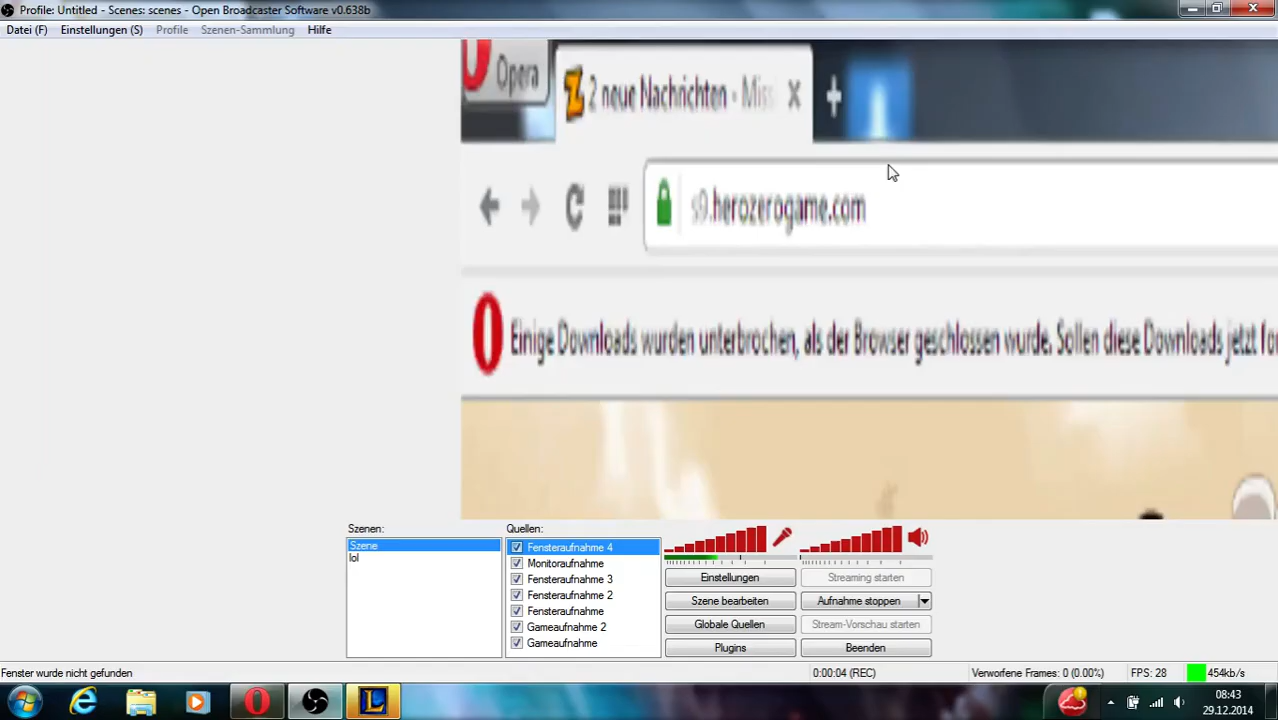 Profile: Untitled - Scenes: scenes - Open Broadcaster Software v0.638b
Datei (F) Einstellungen (S) Profile Szenen-Sammlung Hilfe
Opera 2 neue Nachrichten - Miss
s9.herozerogame.com
Einige Downloads wurden unterbrochen, als der Browser geschlossen wurde. Sollen diese Downloads jetzt fo
Szenen: Quellen:
Szene
lol
Fensteraufnahme 4
Monitoraufnahme
Fensteraufnahme 3
Fensteraufnahme 2
Fensteraufnahme
Gameaufnahme 2
Gameaufnahme
Einstellungen Streaming starten
Szene bearbeiten Aufnahme stoppen
Globale Quellen Stream-Vorschau starten
Plugins Beenden
Fenster wurde nicht gefunden 0:00:04 (REC) Verworfene Frames: 0 (0.00%) FPS: 28 454kb/s
08:43
29.12.2014